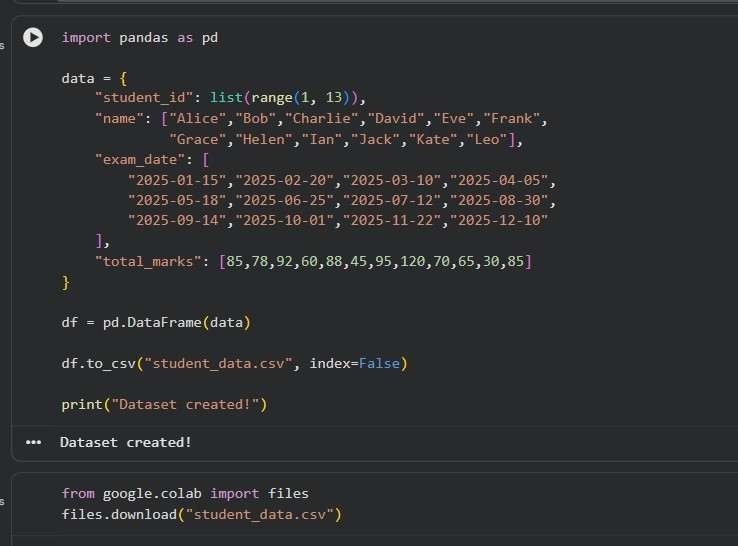 import pandas as pd
data = {
"student_id": list(range(1, 13)),
"name": ["Alice","Bob","Charlie","David","Eve","Frank",
"Grace","Helen","Ian","Jack","Kate","Leo"],
"exam_date": [
"2025-01-15","2025-02-20","2025-03-10","2025-04-05",
"2025-05-18","2025-06-25","2025-07-12","2025-08-30",
"2025-09-14","2025-10-01","2025-11-22","2025-12-10"
],
"total_marks": [85,78,92,60,88,45,95,120,70,65,30,85]
}
df = pd.DataFrame(data)
df.to_csv("student_data.csv", index=False)
print("Dataset created!")
Dataset created!
from google.colab import files
files.download("student_data.csv")